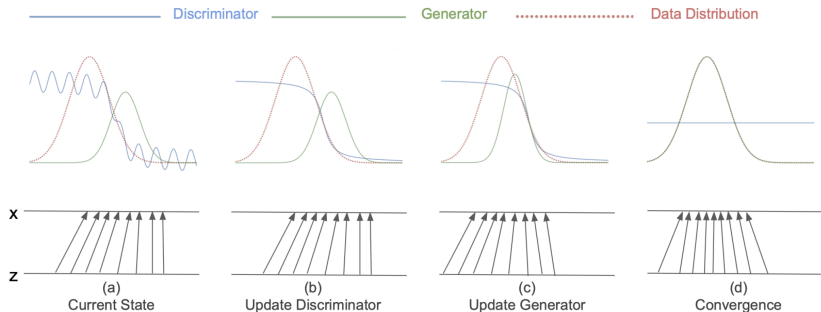 Discriminator Generator Data Distribution
X
Z
(a) (b) (c) (d)
Current State Update Discriminator Update Generator Convergence